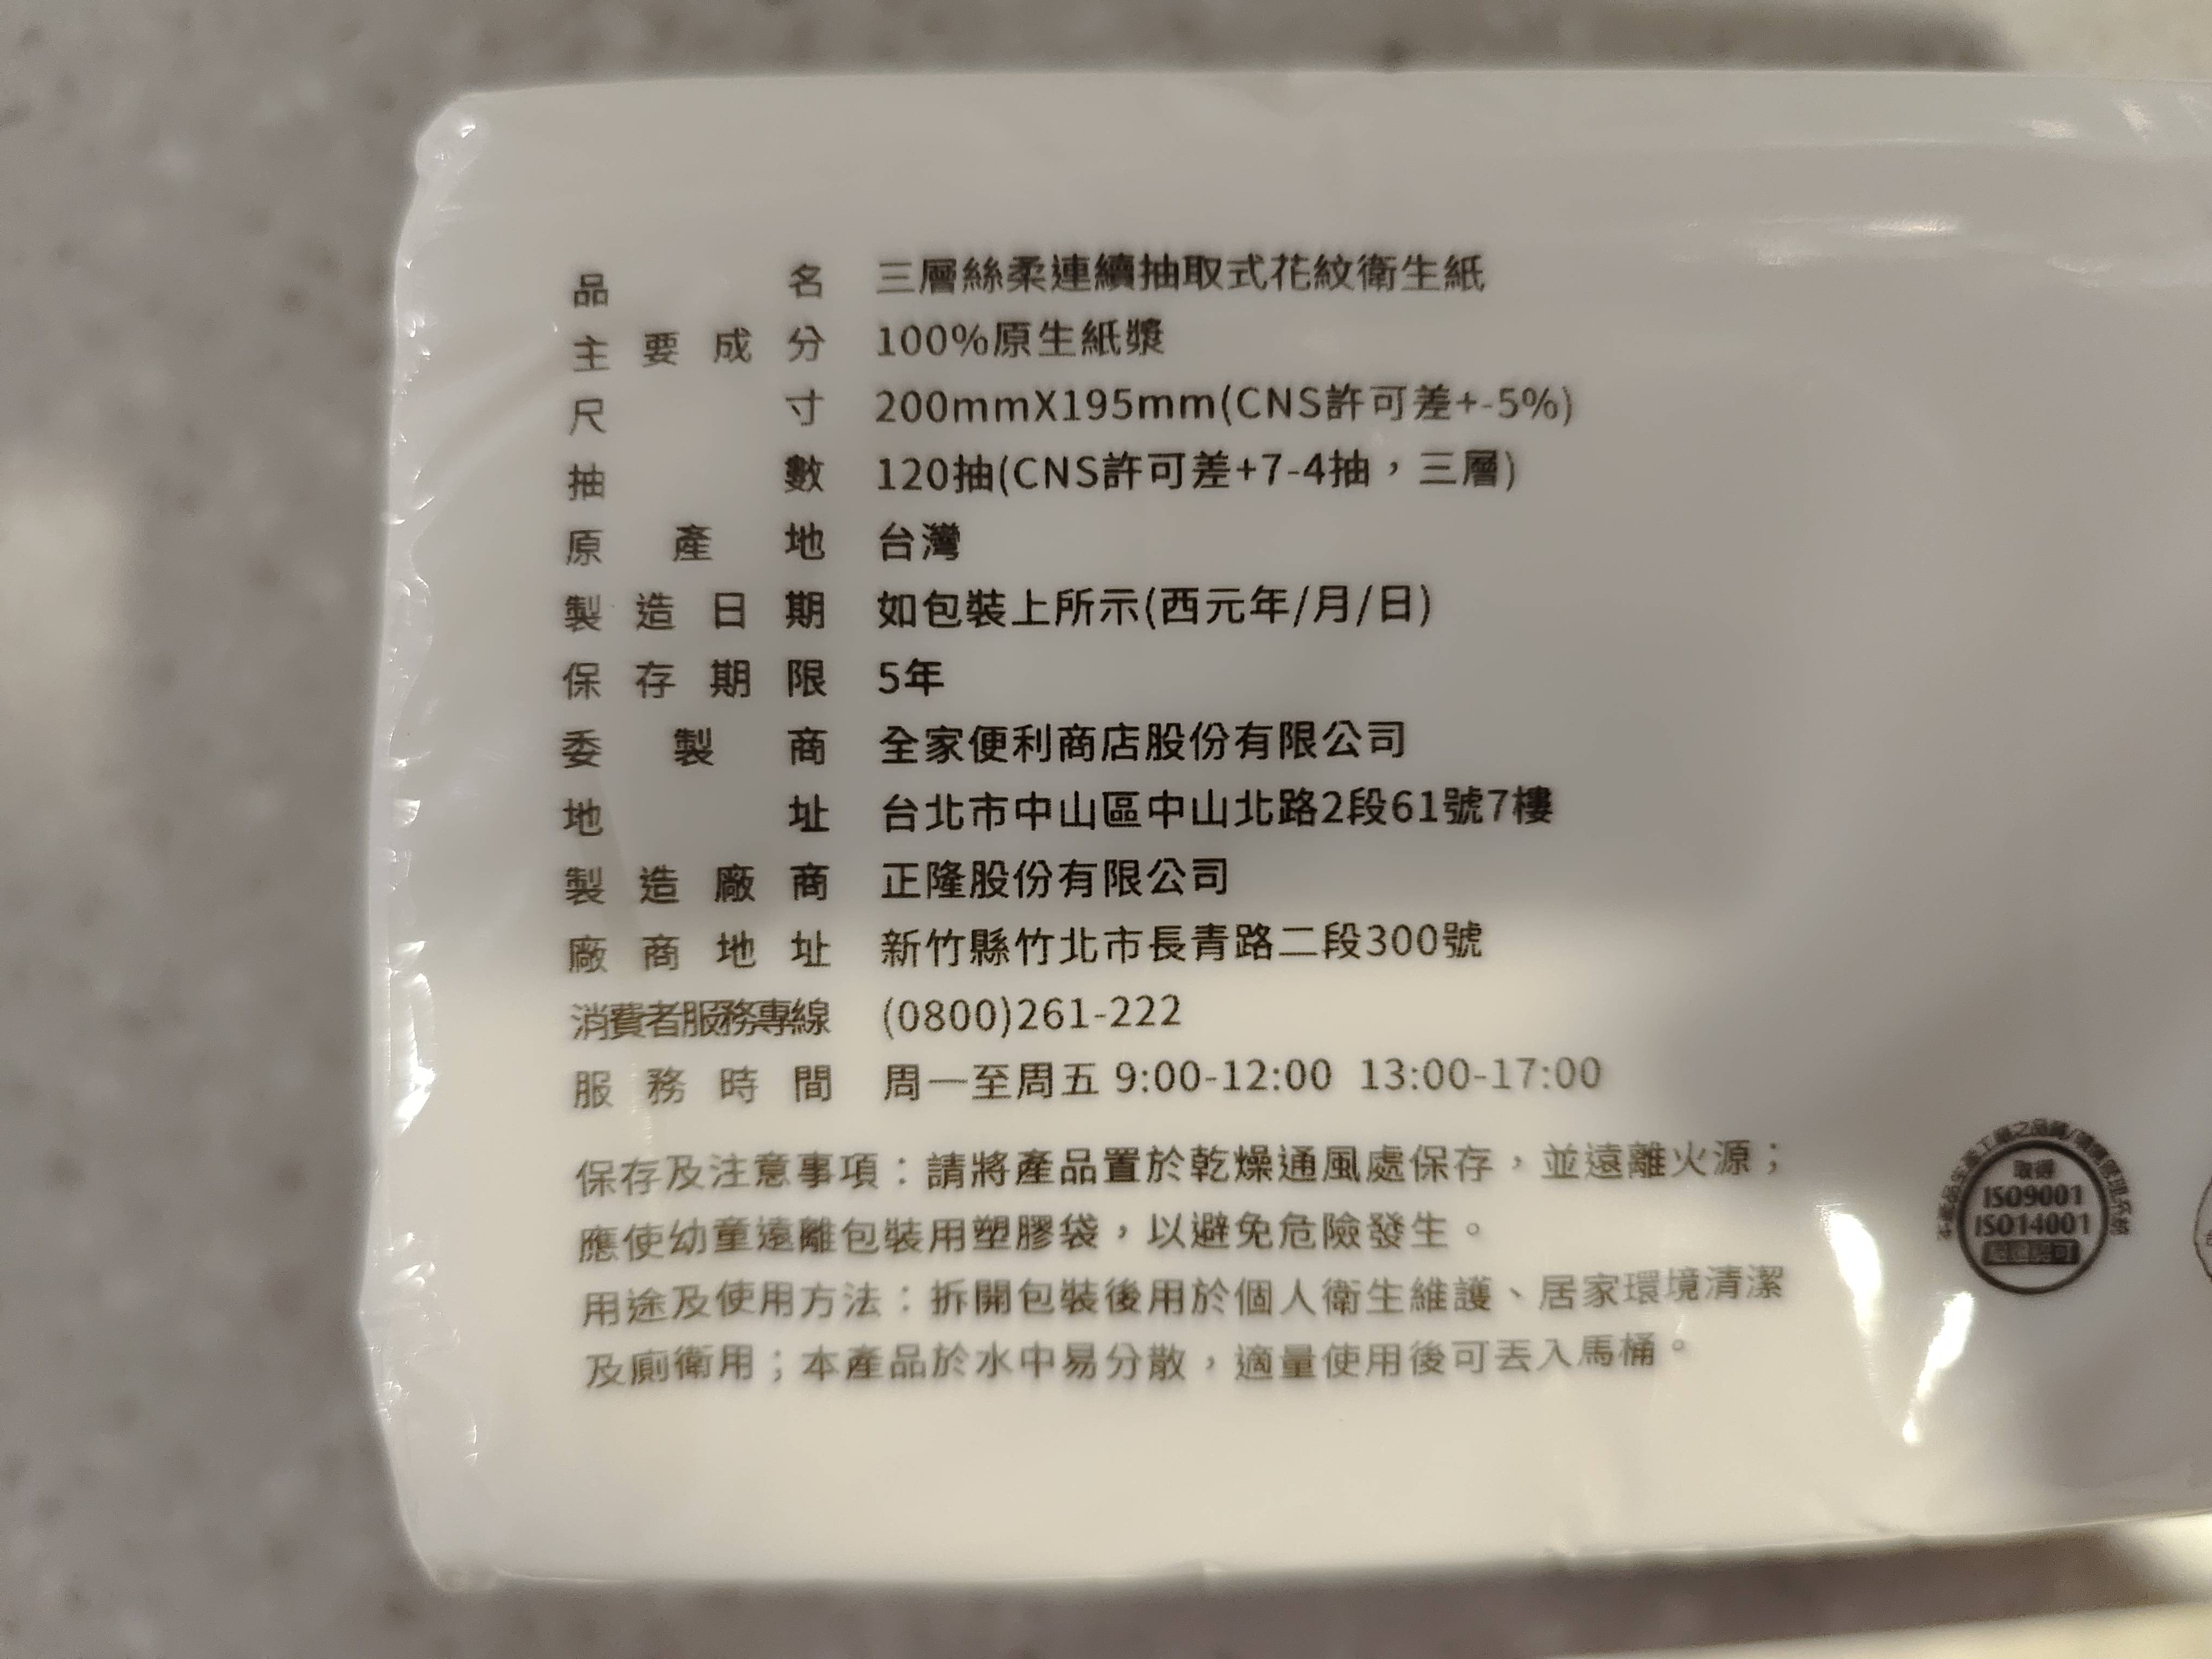 品名 三層絲柔連續抽取式花紋衛生紙
主要成分 100%原生紙漿
尺寸 200mmX195mm(CNS許可差+-5%)
抽數 120抽(CNS許可差+7-4抽，三層)
原產地 台灣
製造日期 如包裝上所示(西元年/月/日)
保存期限 5年
委製商 全家便利商店股份有限公司
地址 台北市中山區中山北路2段61號7樓
製造廠商 正隆股份有限公司
廠商地址 新竹縣竹北市長青路二段300號
消費者服務專線 (0800)261-222
服務時間 周一至周五 9:00-12:00 13:00-17:00
保存及注意事項：請將產品置於乾燥通風處保存，並遠離火源；
應使幼童遠離包裝用塑膠袋，以避免危險發生。
用途及使用方法：拆開包裝後用於個人衛生維護、居家環境清潔
及廁衛用；本產品於水中易分散，適量使用後可丟入馬桶。
取得
ISO9001
ISO14001